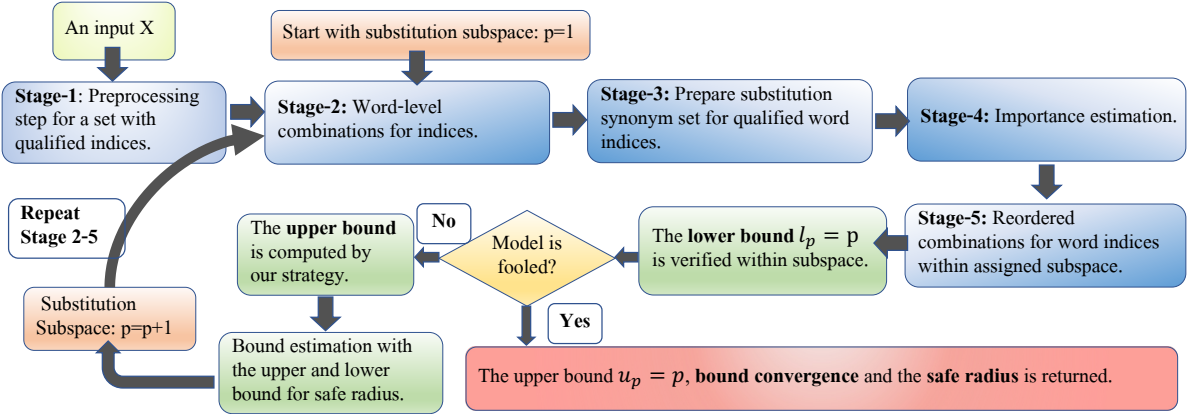 An input X
Start with substitution subspace: p=1
Stage-1: Preprocessing
step for a set with
qualified indices.
Stage-2: Word-level
combinations for indices.
Stage-3: Prepare substitution
synonym set for qualified word
indices.
Stage-4: Importance estimation.
Stage-5: Reordered
combinations for word indices
within assigned subspace.
The lower bound lₚ = p
is verified within subspace.
Model is
fooled?
No
Yes
The upper bound
is computed by
our strategy.
Bound estimation with
the upper and lower
bound for safe radius.
Substitution
Subspace: p=p+1
Repeat
Stage 2-5
The upper bound uₚ = p, bound convergence and the safe radius is returned.